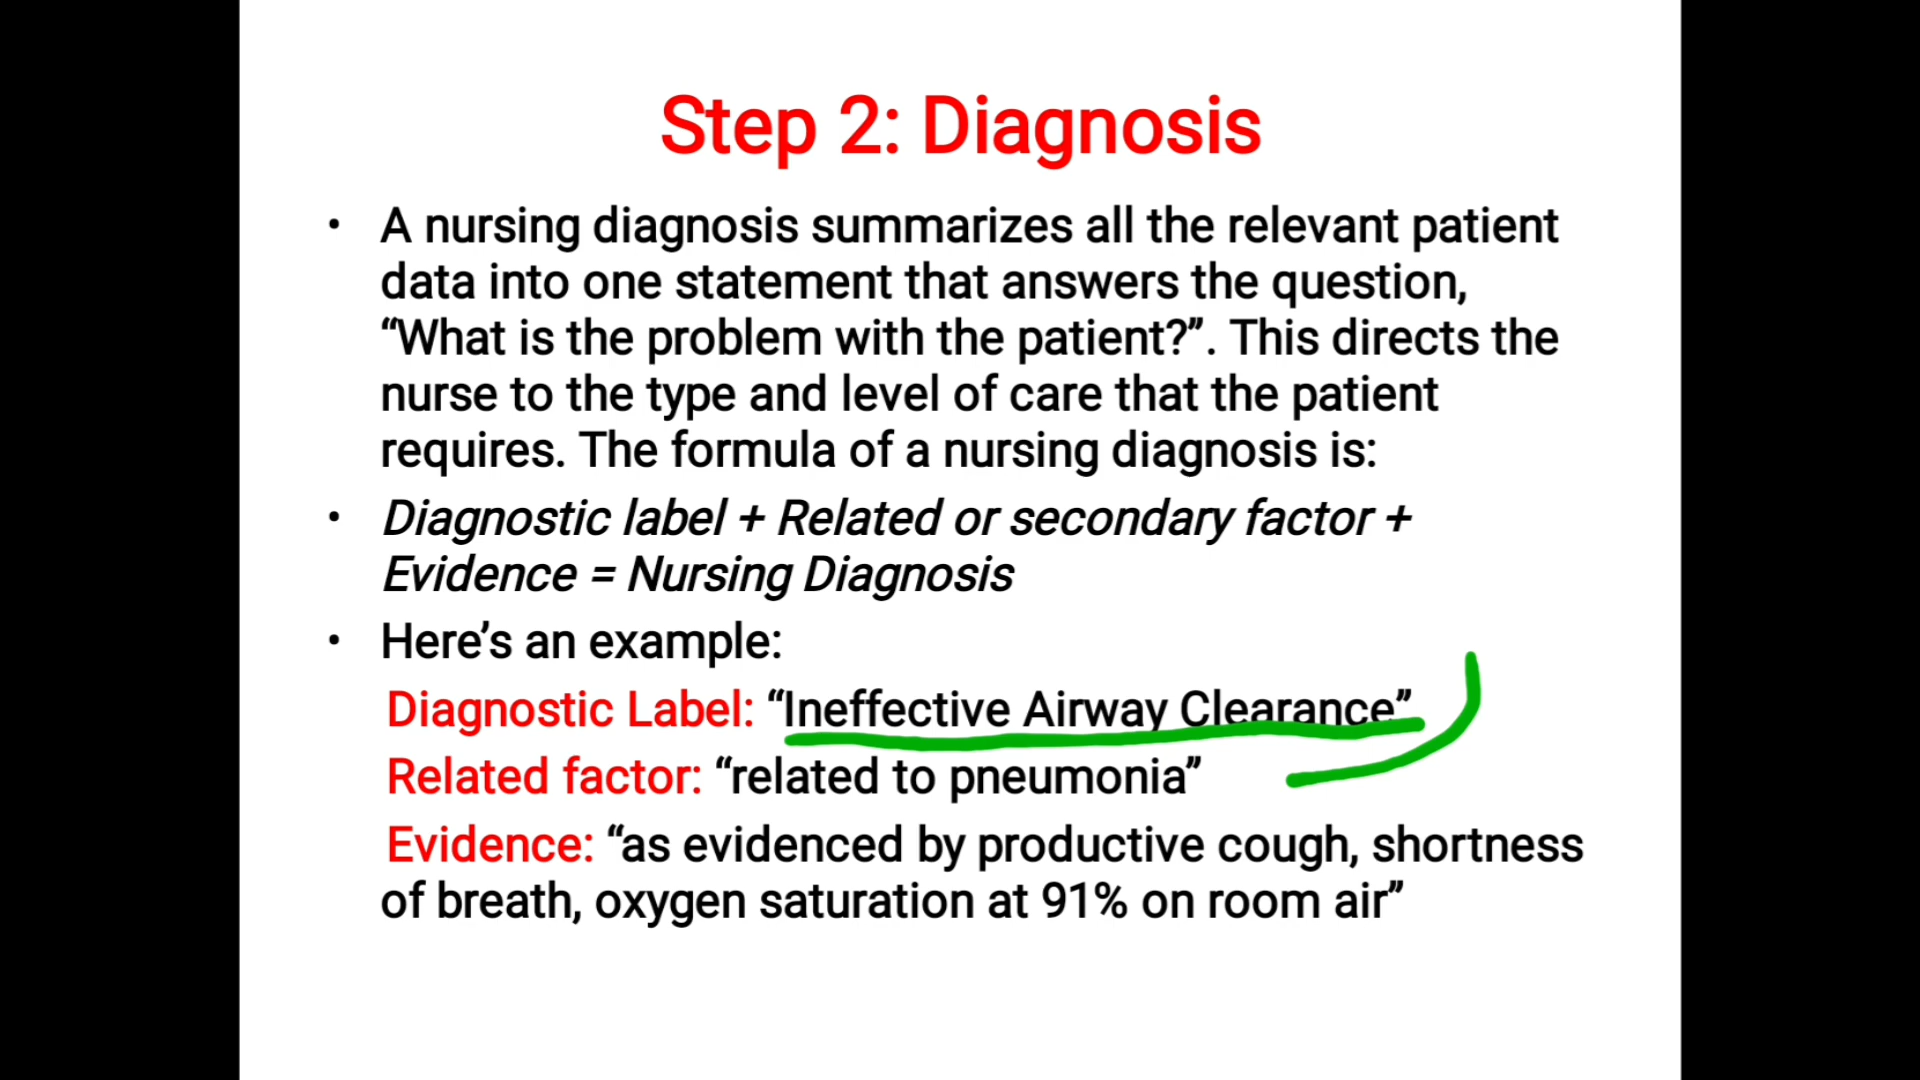 Step 2: Diagnosis
• A nursing diagnosis summarizes all the relevant patient
data into one statement that answers the question,
“What is the problem with the patient?”. This directs the
nurse to the type and level of care that the patient
requires. The formula of a nursing diagnosis is:
• Diagnostic label + Related or secondary factor +
Evidence = Nursing Diagnosis
• Here’s an example:
Diagnostic Label: “Ineffective Airway Clearance”
Related factor: “related to pneumonia”
Evidence: “as evidenced by productive cough, shortness
of breath, oxygen saturation at 91% on room air”